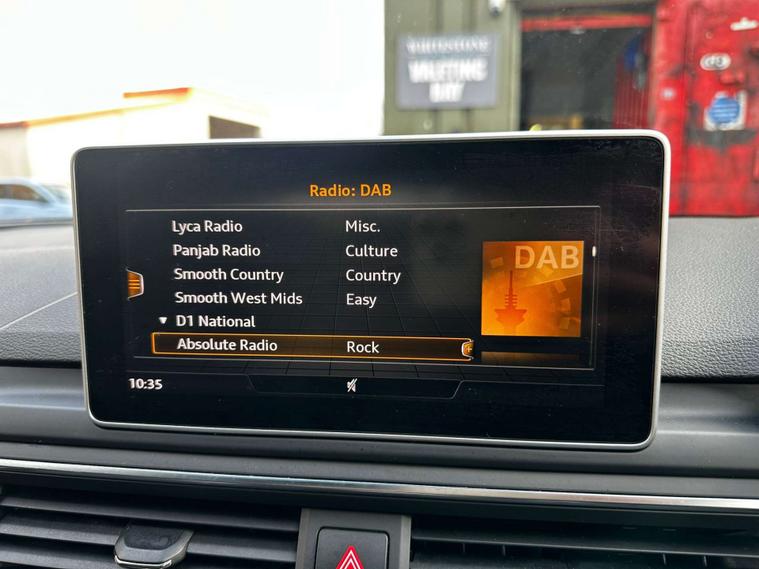 WAITING
BAY
Radio: DAB
Lyca Radio Misc.
Panjab Radio Culture
Smooth Country Country
Smooth West Mids Easy
D1 National
Absolute Radio Rock
DAB
10:35